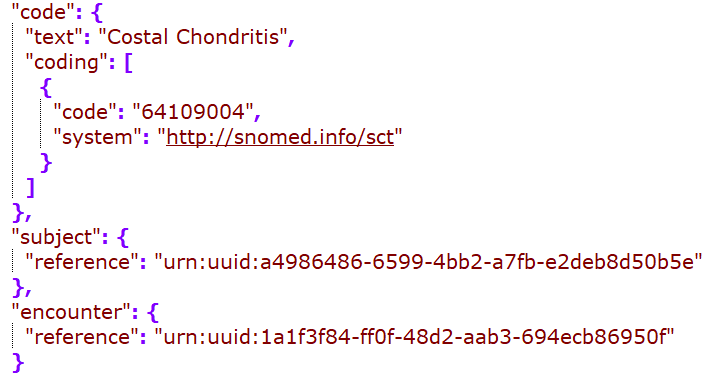 "code": {
"text": "Costal Chondritis",
"coding": [
{
"code": "64109004",
"system": "http://snomed.info/sct"
}
]
},
"subject": {
"reference": "urn:uuid:a4986486-6599-4bb2-a7fb-e2deb8d50b5e"
},
"encounter": {
"reference": "urn:uuid:1a1f3f84-ff0f-48d2-aab3-694ecb86950f"
}